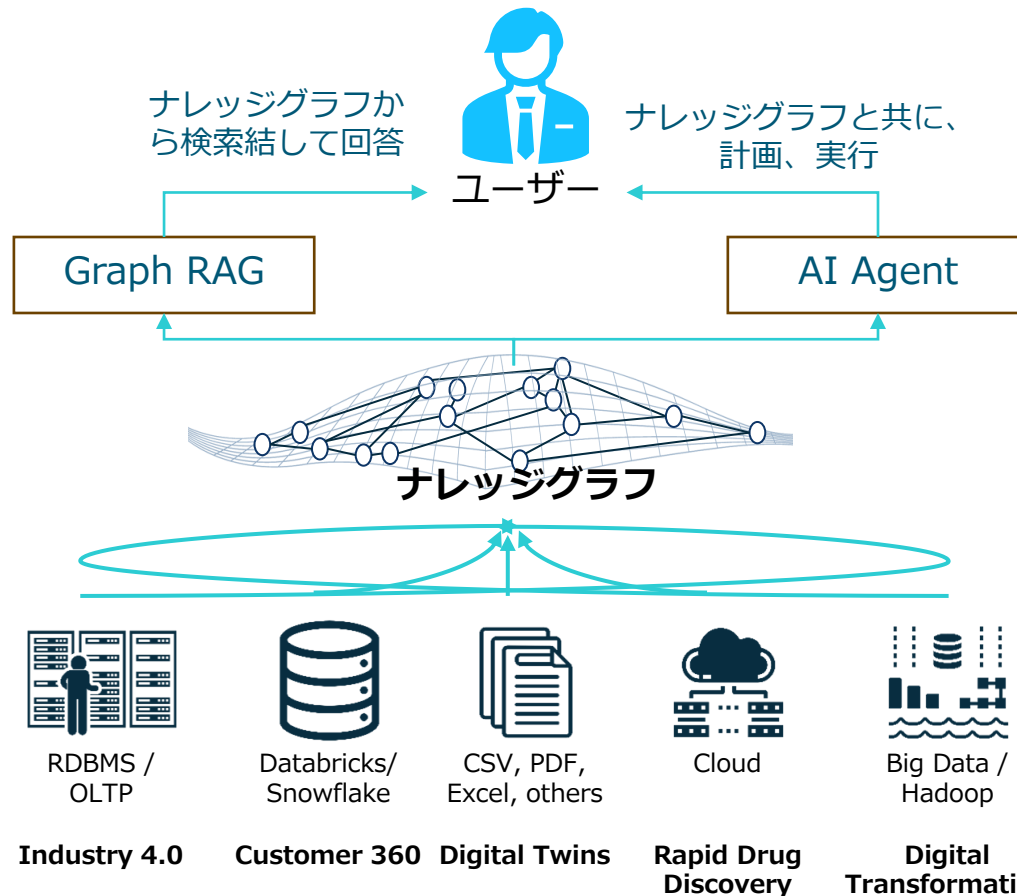 ナレッジグラフか
ら検索結して回答
ナレッジグラフと共に、
計画、実行
ユーザー
Graph RAG
AI Agent
ナレッジグラフ
RDBMS /
OLTP
Databricks/
Snowflake
CSV, PDF,
Excel, others
Cloud
Big Data /
Hadoop
Industry 4.0
Customer 360
Digital Twins
Rapid Drug
Discovery
Digital
Transformati